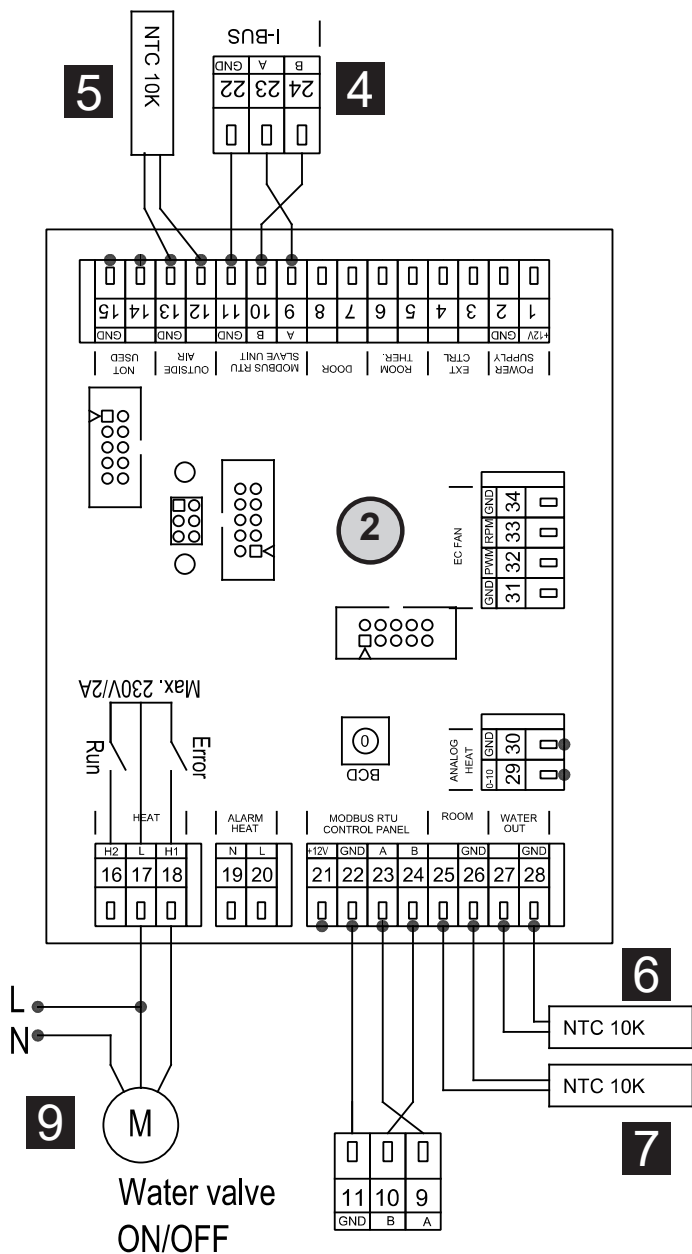 I-BUS
5
NTC 10K
GND A B
22 23 24
4
15 14 13 12 11 10 9 8 7 6 5 4 3 2 1
GND GND GND B A GND +12V
NOT USED
OUTSIDE AIR
MODBUS RTU SLAVE UNIT
DOOR
ROOM THER.
EXT CTRL
POWER SUPPLY
2
EC FAN
GND 34
RPM 33
PWM 32
GND 31
Max. 230V/2A
Run
Error
0
BCD
ANALOG HEAT
GND 30
0-10 29
HEAT
ALARM HEAT
MODBUS RTU CONTROL PANEL
ROOM
WATER OUT
H2 L H1 N L +12V GND A B GND GND
16 17 18 19 20 21 22 23 24 25 26 27 28
L
N
6
NTC 10K
NTC 10K
7
9
M
Water valve
ON/OFF
11 10 9
GND B A